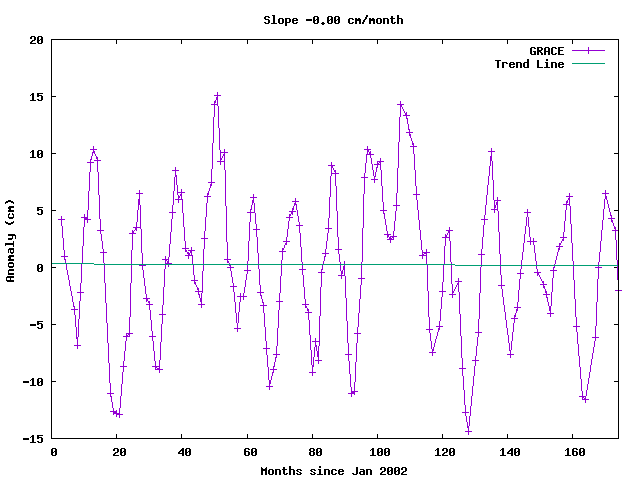 Slope -0.00 cm/month
GRACE
Trend Line
20
15
10
5
0
-5
-10
-15
Anomaly (cm)
0 20 40 60 80 100 120 140 160
Months since Jan 2002